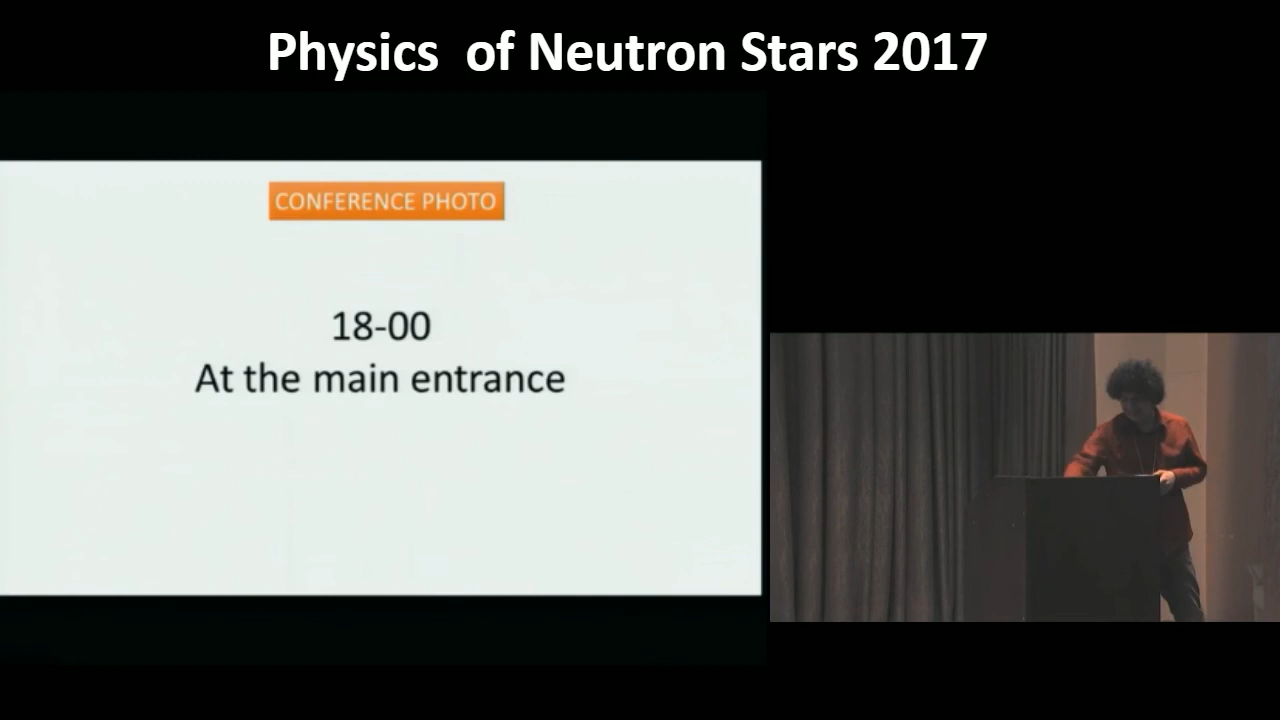 Physics of Neutron Stars 2017
CONFERENCE PHOTO
18-00
At the main entrance